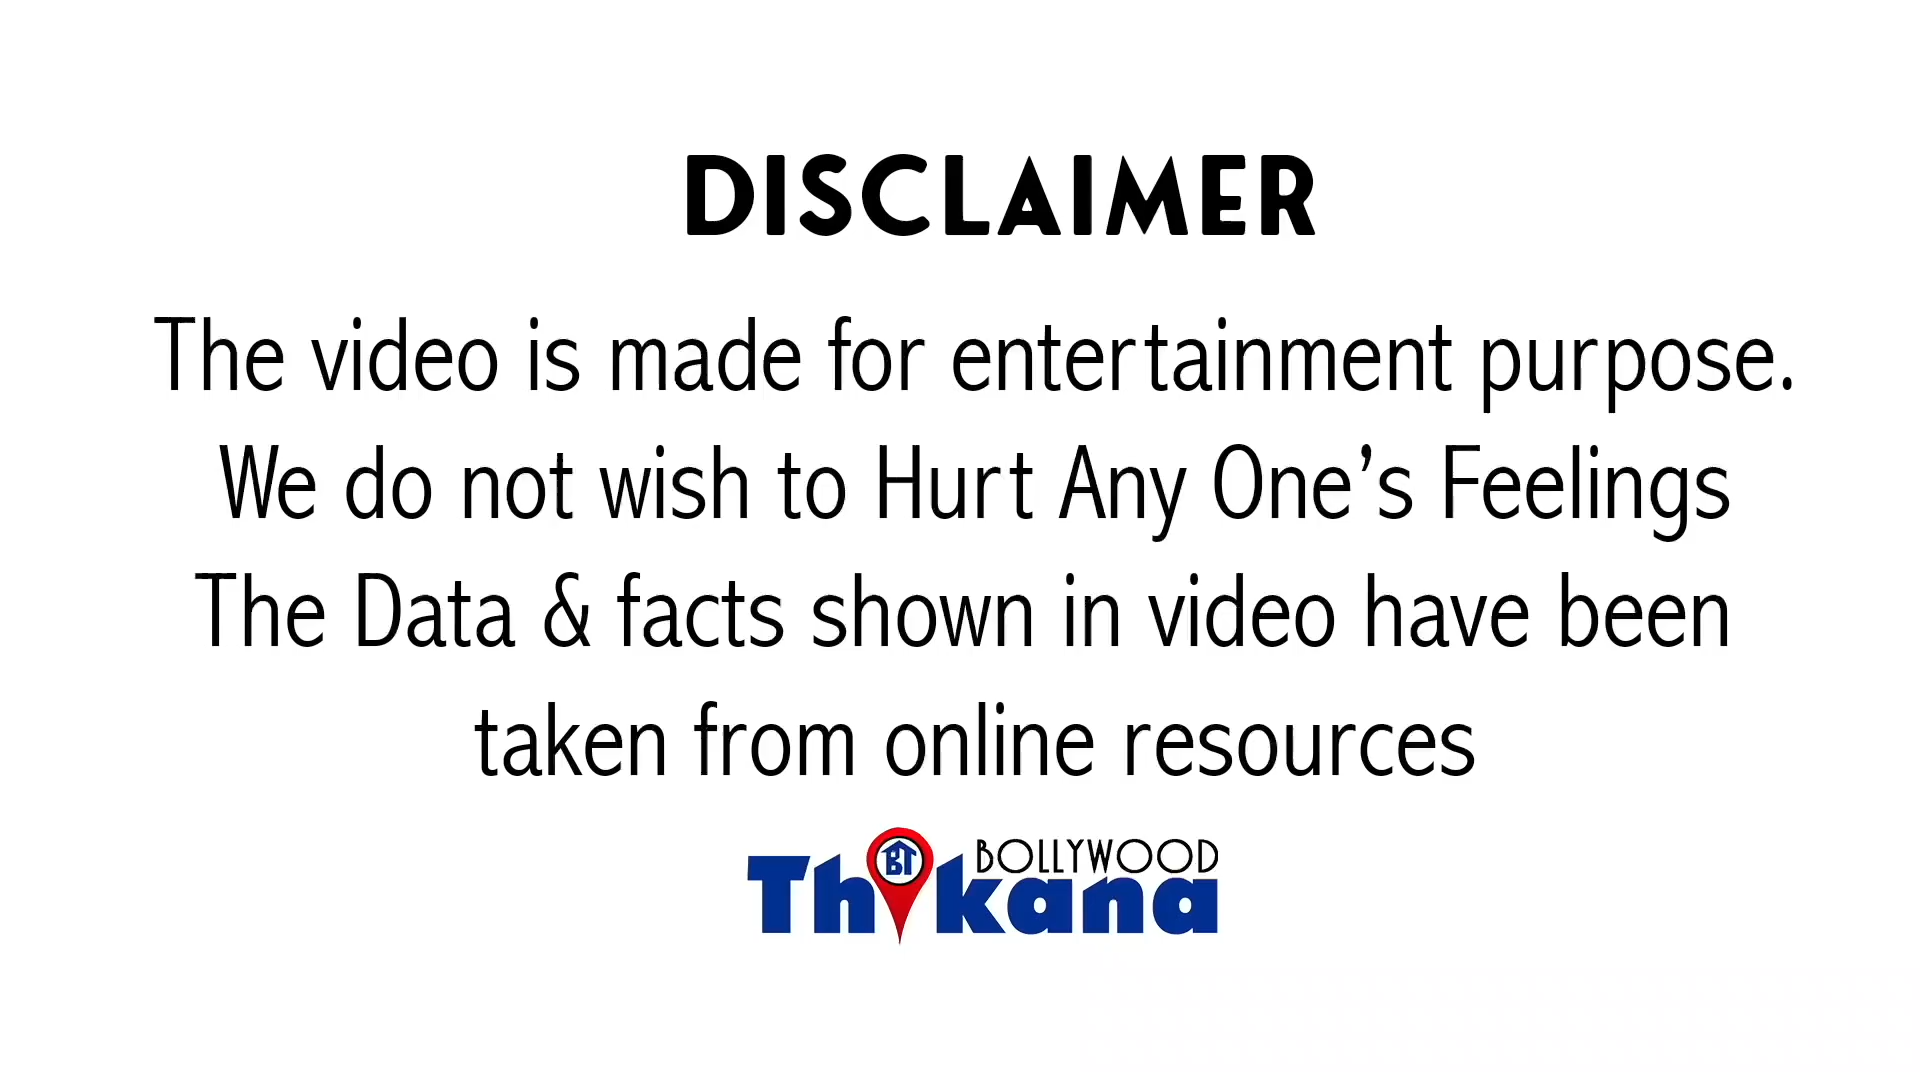 DISCLAIMER
The video is made for entertainment purpose.
We do not wish to Hurt Any One’s Feelings
The Data & facts shown in video have been
taken from online resources
BT
BOLLYWOOD
Thikana